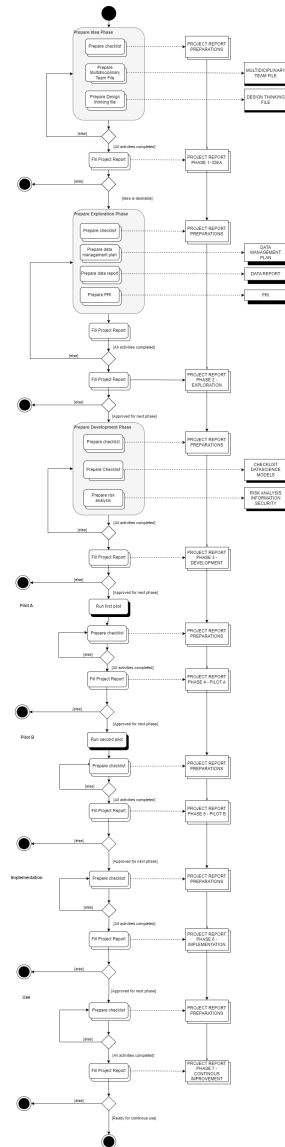 Prepare Idea Phase
Prepare checklist
PROJECT REPORT
PREPARATIONS
Prepare
Multidisciplinary
Team File
MULTIDICIPLINARY
TEAM FILE
Prepare Design
thinking file
DESIGN THINKING
FILE
[else]
[All activities completed]
Fill Project Report
PROJECT REPORT
PHASE 1- IDEA
[else]
[Idea is desirable]
Prepare Exploration Phase
Prepare checklist
PROJECT REPORT
PREPARATIONS
Prepare data
management plan
DATA
MANAGEMENT
PLAN
Prepare data report
DATA REPORT
Prepare PRI
PRI
Fill Project Report
[else]
[All activities completed]
Fill Project Report
PROJECT REPORT
PHASE 2 -
EXPLORATION
[else]
[Approved for next phase]
Prepare Development Phase
Prepare checklist
PROJECT REPORT
PREPARATIONS
Prepare Checklist
CHECKLIST
DATASCIENCE
MODELS
Prepare risk
analysis
RISK ANALYSIS
INFORMATION
SECURITY
[All activities completed]
[else]
Fill Project Report
PROJECT REPORT
PHASE 3 -
DEVELOPMENT
[else]
[Approved for next phase]
Pilot A
Run first pilot
Prepare checklist
PROJECT REPORT
PREPARATIONS
[else]
[All activities completed]
Fill Project Report
PROJECT REPORT
PHASE 4 - PILOT A
[else]
[Approved for next phase]
Pilot B
Run second pilot
Prepare checklist
PROJECT REPORT
PREPARATIONS
[else]
[All activities completed]
Fill Project Report
PROJECT REPORT
PHASE 5 - PILOT B
[else]
[Approved for next phase]
Implementation
Prepare checklist
PROJECT REPORT
PREPARATIONS
[else]
[All activities completed]
Fill Project Report
PROJECT REPORT
PHASE 6 -
IMPLEMENTATION
[else]
[Approved for next phase]
Use
Prepare checklist
PROJECT REPORT
PREPARATIONS
[else]
[All activities completed]
Fill Project Report
PROJECT REPORT
PHASE 7 -
CONTINOUS
IMPROVEMENT
[else]
[Ready for continous use]